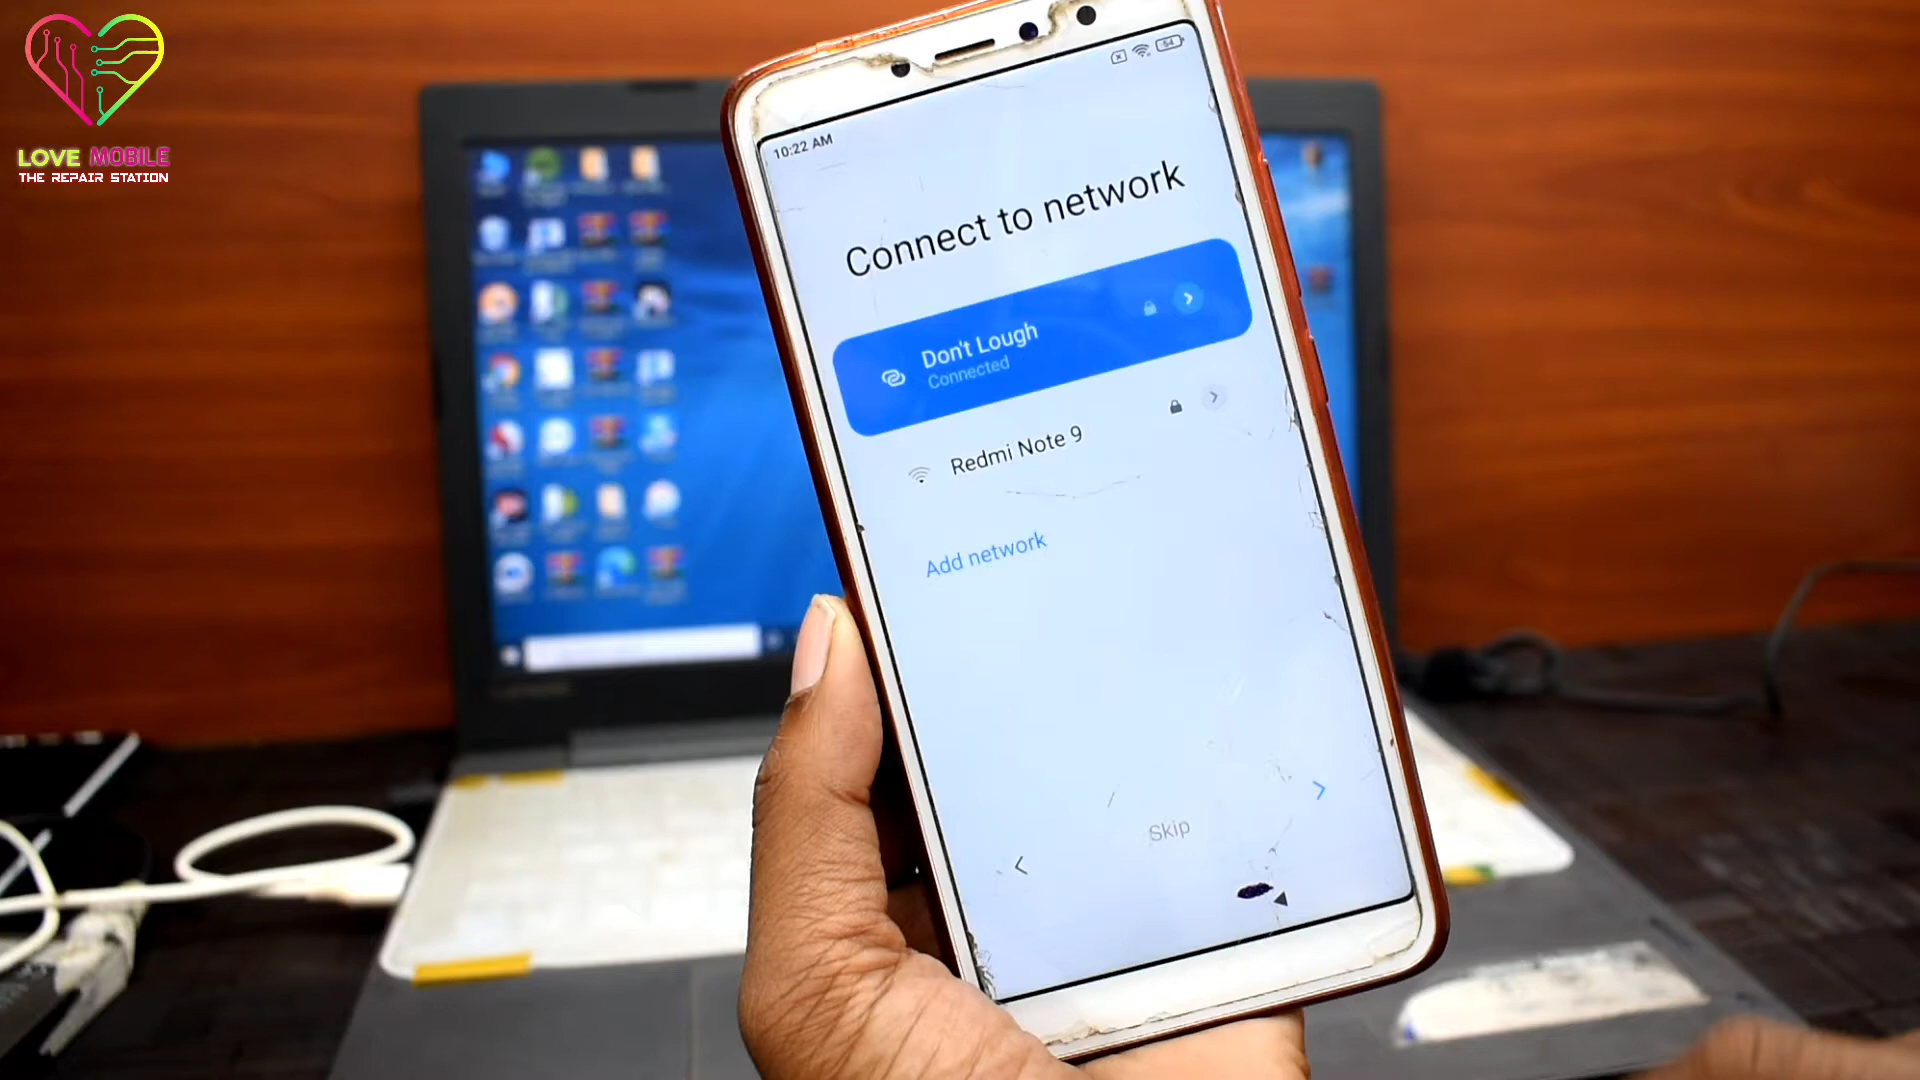 LOVE MOBILE
THE REPAIR STATION
10:22 AM
54
Connect to network
Don't Lough
Connected
Redmi Note 9
Add network
Skip